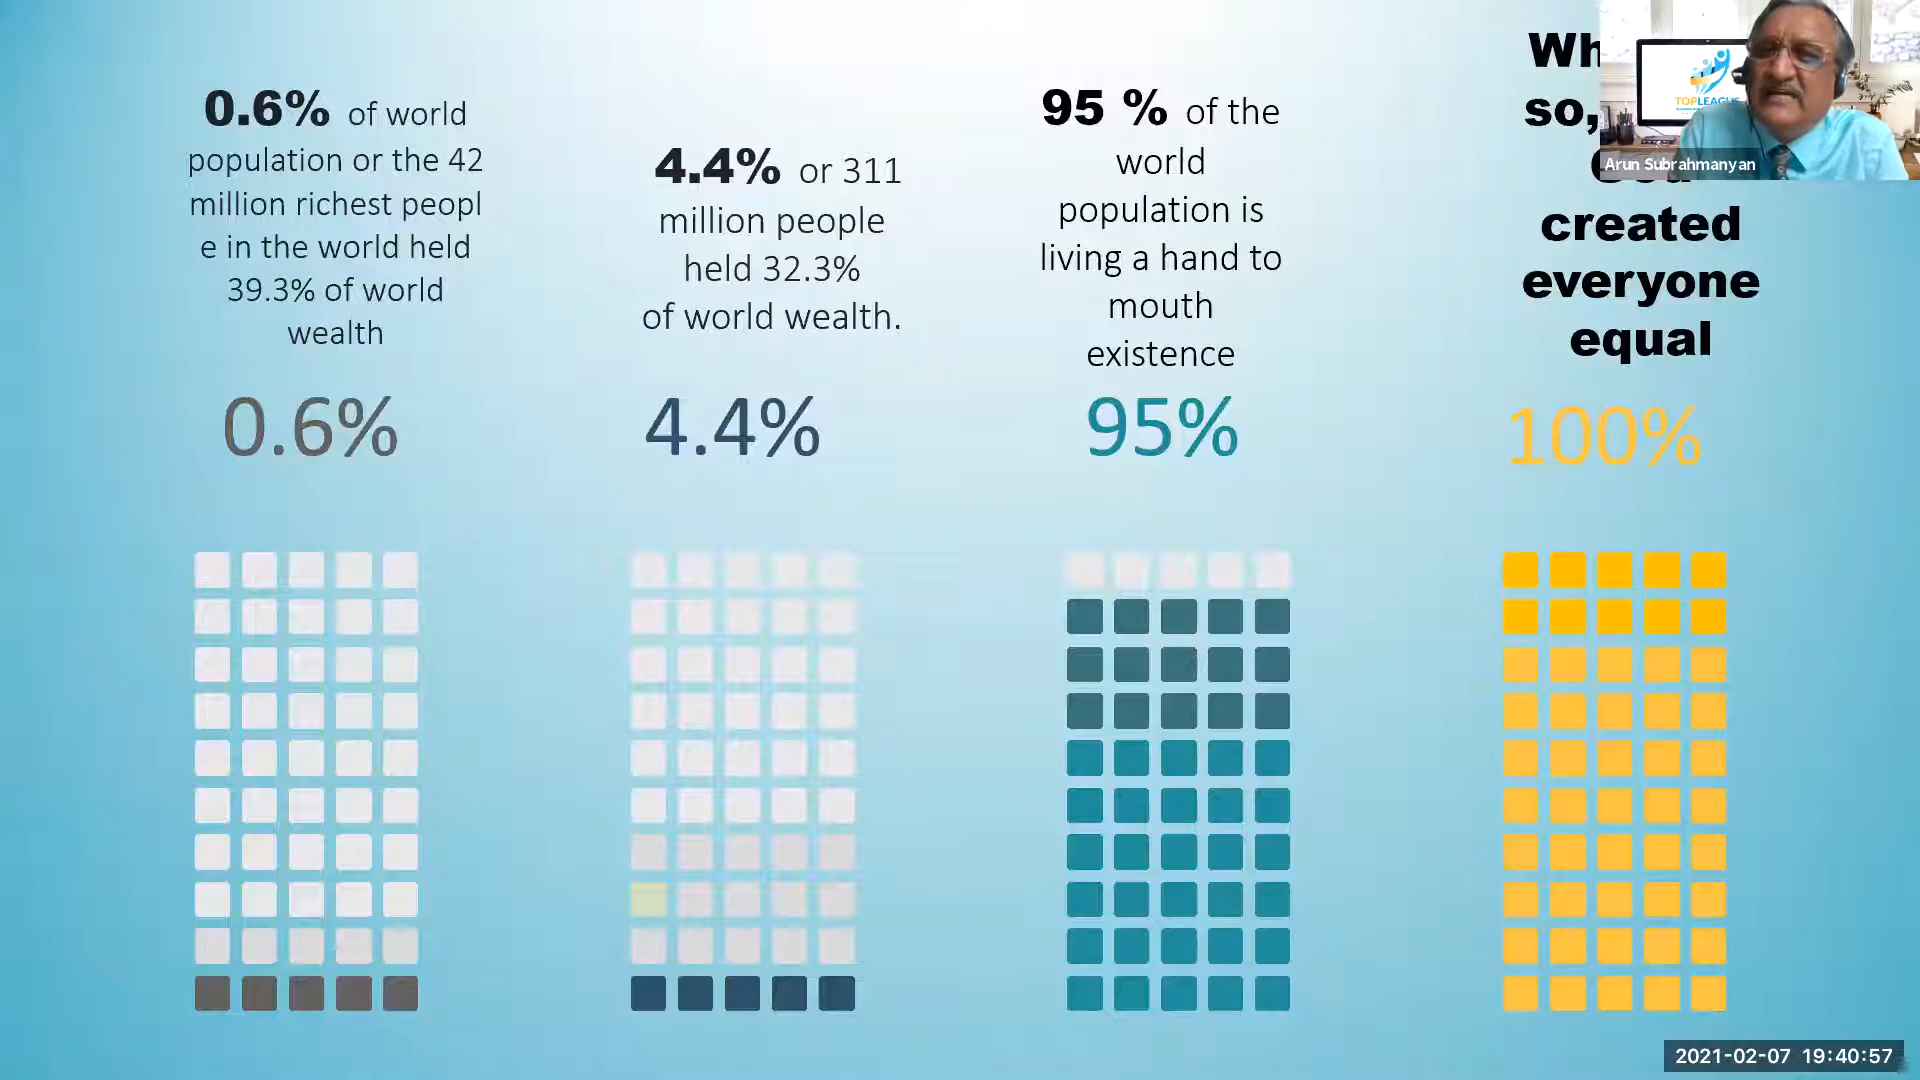 0.6% of world
population or the 42
million richest peopl
e in the world held
39.3% of world
wealth
0.6%
4.4% or 311
million people
held 32.3%
of world wealth.
4.4%
95 % of the
world
population is
living a hand to
mouth
existence
95%
so,
created
everyone
equal
100%
TOPLEAGUE
Arun Subrahmanyan
2021-02-07 19:40:57